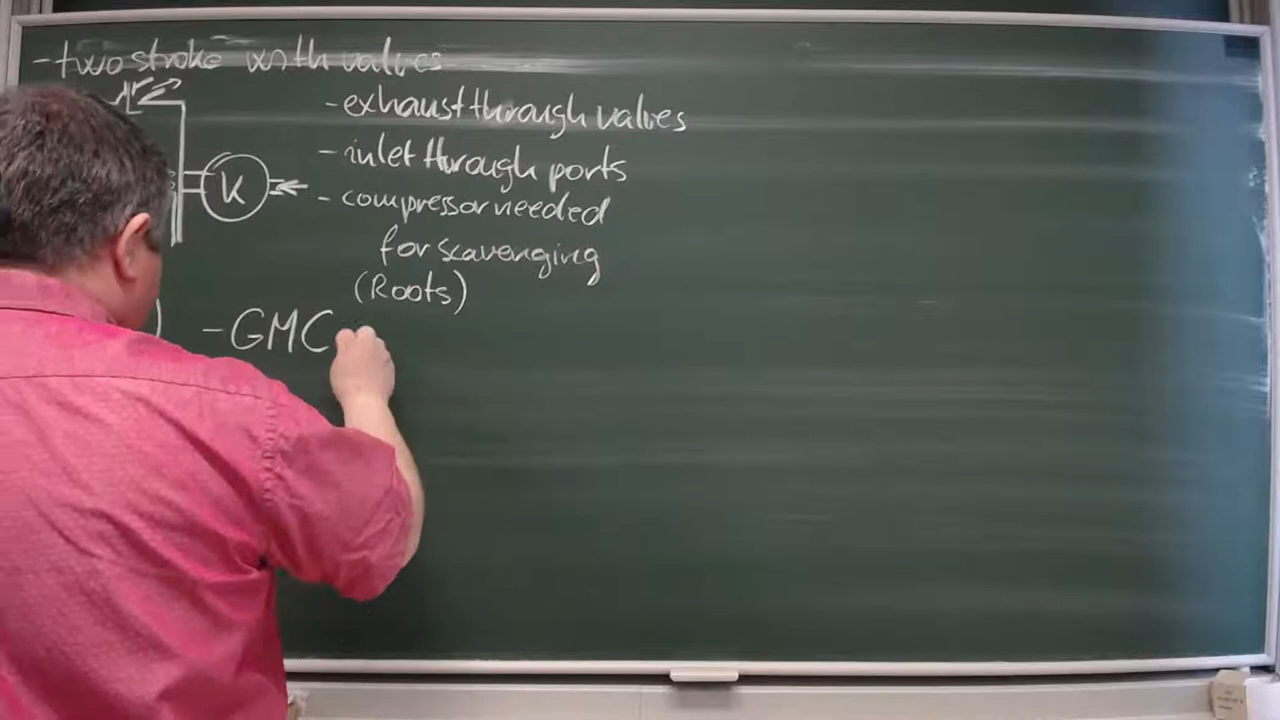 -two stroke with valves
-exhaust through valves
-inlet through ports
K
-compressor needed
for scavenging
(Roots)
-GMC